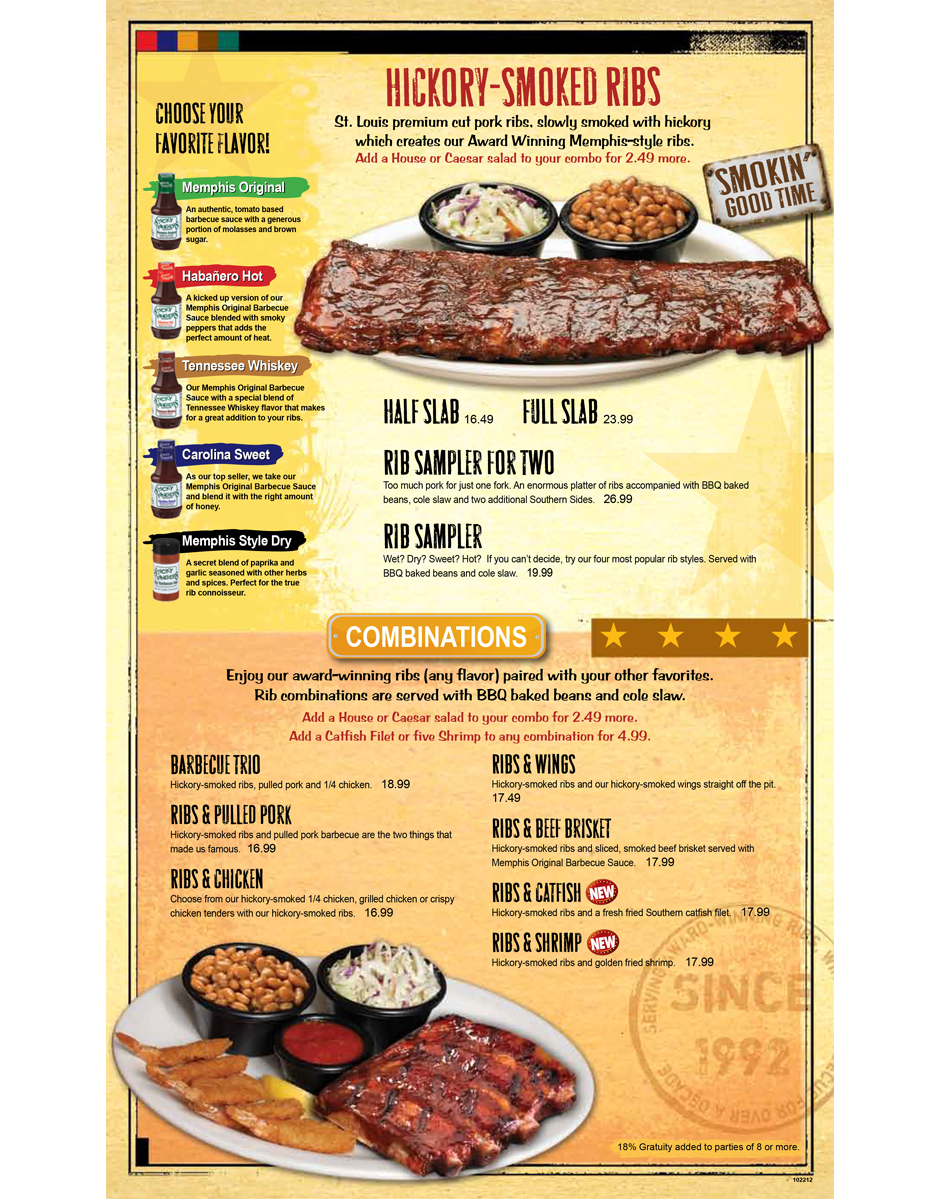 HICKORY-SMOKED RIBS
St. Louis premium cut pork ribs, slowly smoked with hickory
which creates our Award Winning Memphis-style ribs.
Add a House or Caesar salad to your combo for 2.49 more.
SMOKIN'
GOOD TIME
CHOOSE YOUR
FAVORITE FLAVOR!
Memphis Original
An authentic, tomato based
barbecue sauce with a generous
portion of molasses and brown
sugar.
Habañero Hot
A kicked up version of our
Memphis Original Barbecue
Sauce blended with smoky
peppers that adds the
perfect amount of heat.
Tennessee Whiskey
Our Memphis Original Barbecue
Sauce with a special blend of
Tennessee Whiskey flavor that makes
for a great addition to your ribs.
Carolina Sweet
As our top seller, we take our
Memphis Original Barbecue Sauce
and blend it with the right amount
of honey.
Memphis Style Dry
A secret blend of paprika and
garlic seasoned with other herbs
and spices. Perfect for the true
rib connoisseur.
HALF SLAB 16.49 FULL SLAB 23.99
RIB SAMPLER FOR TWO
Too much pork for just one fork. An enormous platter of ribs accompanied with BBQ baked
beans, cole slaw and two additional Southern Sides. 26.99
RIB SAMPLER
Wet? Dry? Sweet? Hot? If you can't decide, try our four most popular rib styles. Served with
BBQ baked beans and cole slaw. 19.99
COMBINATIONS
Enjoy our award-winning ribs (any flavor) paired with your other favorites.
Rib combinations are served with BBQ baked beans and cole slaw.
Add a House or Caesar salad to your combo for 2.49 more.
Add a Catfish Filet or five Shrimp to any combination for 4.99.
BARBECUE TRIO
Hickory-smoked ribs, pulled pork and 1/4 chicken. 18.99
RIBS & PULLED PORK
Hickory-smoked ribs and pulled pork barbecue are the two things that
made us famous. 16.99
RIBS & CHICKEN
Choose from our hickory-smoked 1/4 chicken, grilled chicken or crispy
chicken tenders with our hickory-smoked ribs. 16.99
RIBS & WINGS
Hickory-smoked ribs and our hickory-smoked wings straight off the pit.
17.49
RIBS & BEEF BRISKET
Hickory-smoked ribs and sliced, smoked beef brisket served with
Memphis Original Barbecue Sauce. 17.99
RIBS & CATFISH NEW
Hickory-smoked ribs and a fresh fried Southern catfish filet. 17.99
RIBS & SHRIMP NEW
Hickory-smoked ribs and golden fried shrimp. 17.99
SERVING AWARD-WINNING RIBS
SINCE
1992
FOR OVER A DECADE
18% Gratuity added to parties of 8 or more.
102212